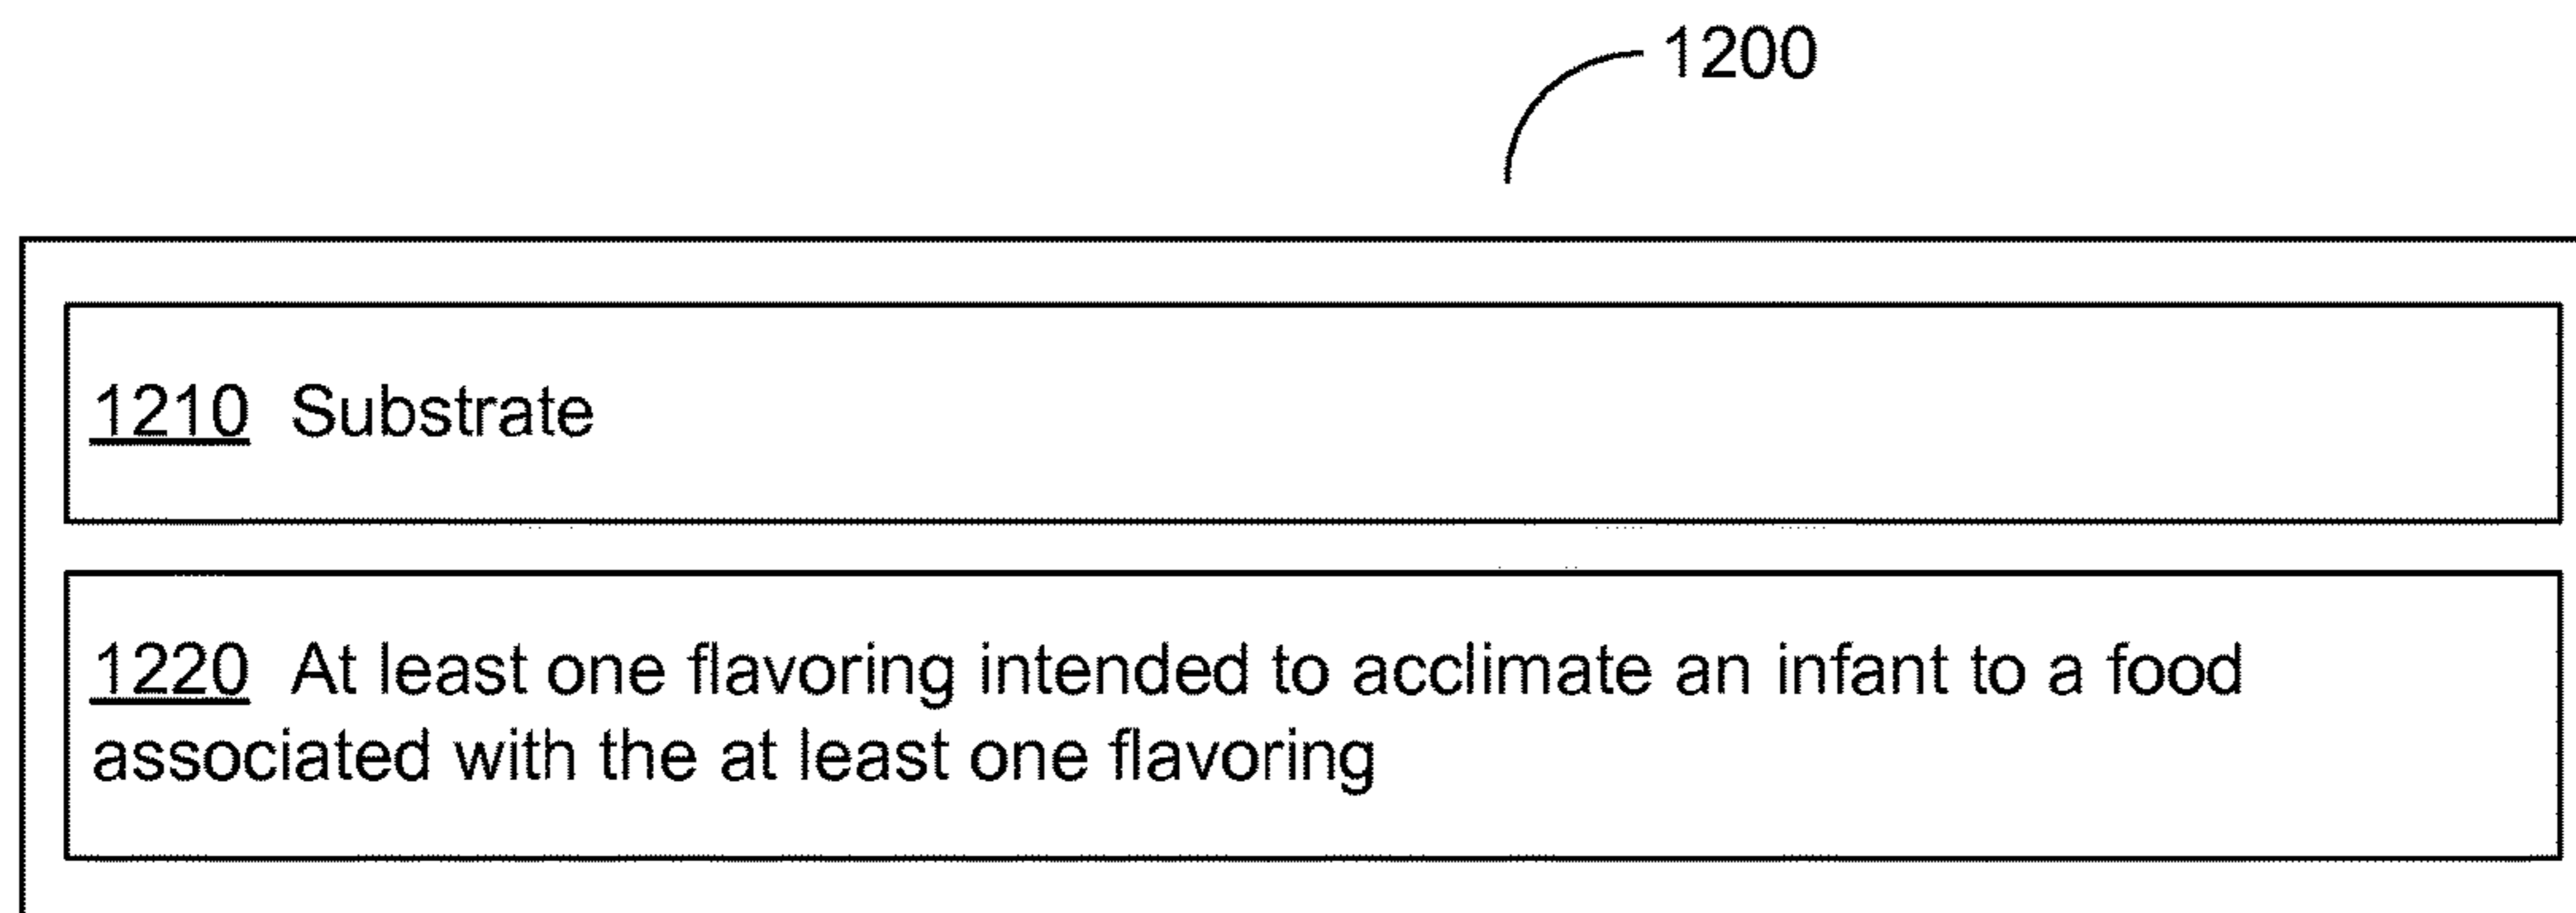 1200
1210 Substrate
1220 At least one flavoring intended to acclimate an infant to a food
associated with the at least one flavoring